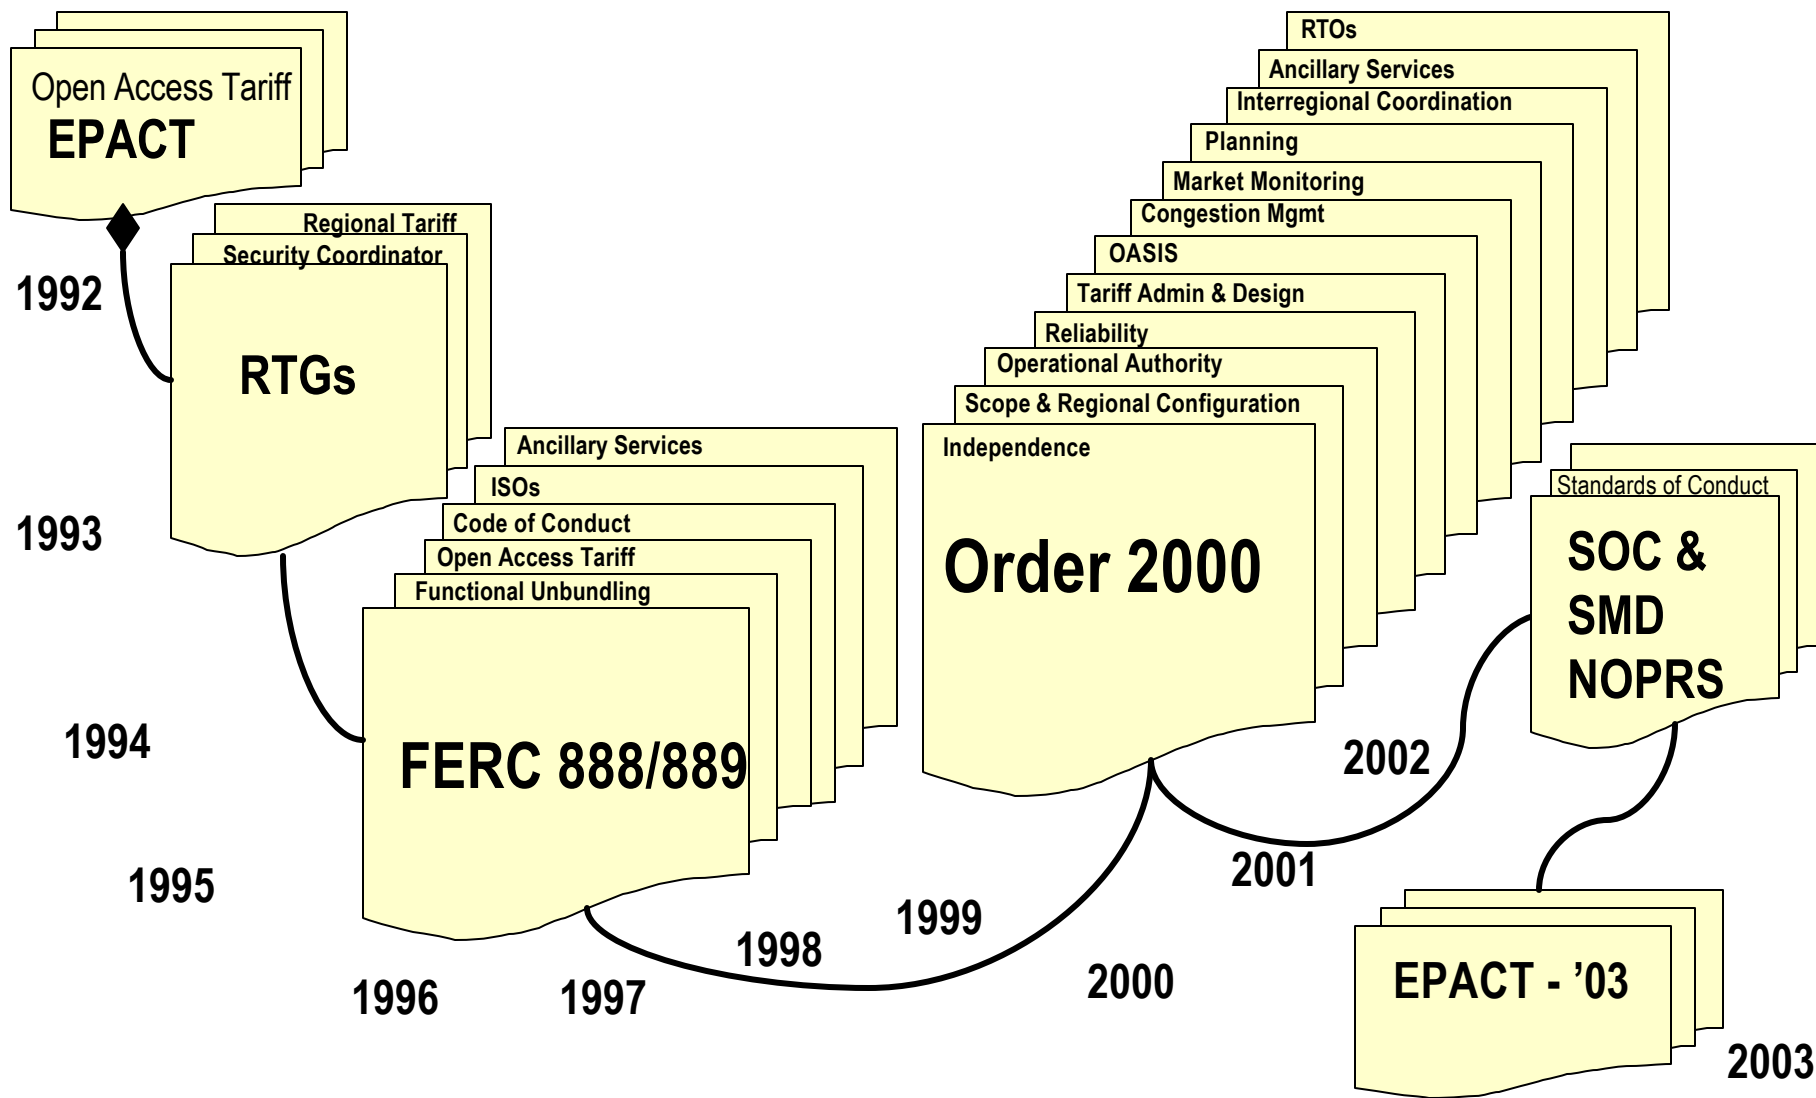 Open Access Tariff
EPACT
1992
Regional Tariff
Security Coordinator
RTGs
1993
Ancillary Services
ISOs
Code of Conduct
Open Access Tariff
Functional Unbundling
FERC 888/889
1994
1995
1996
1997
1998
1999
2000
RTOs
Ancillary Services
Interregional Coordination
Planning
Market Monitoring
Congestion Mgmt
OASIS
Tariff Admin & Design
Reliability
Operational Authority
Scope & Regional Configuration
Independence
Order 2000
2001
2002
Standards of Conduct
SOC &
SMD
NOPRS
EPACT - ’03
2003